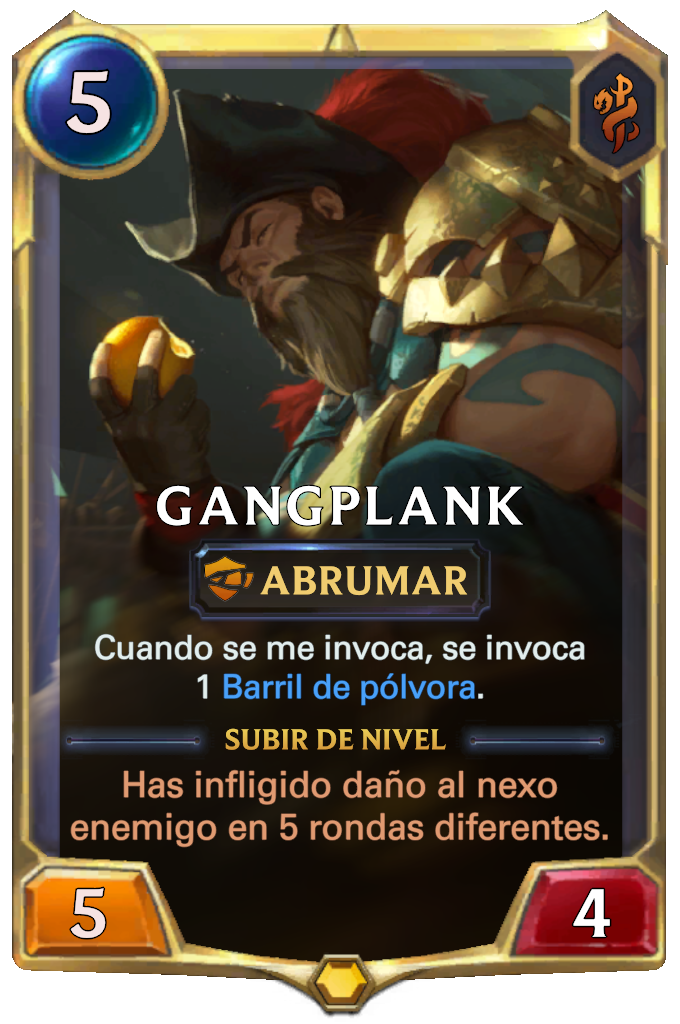 5
GANGPLANK
ABRUMAR
Cuando se me invoca, se invoca
1 Barril de pólvora.
SUBIR DE NIVEL
Has infligido daño al nexo
enemigo en 5 rondas diferentes.
5
4